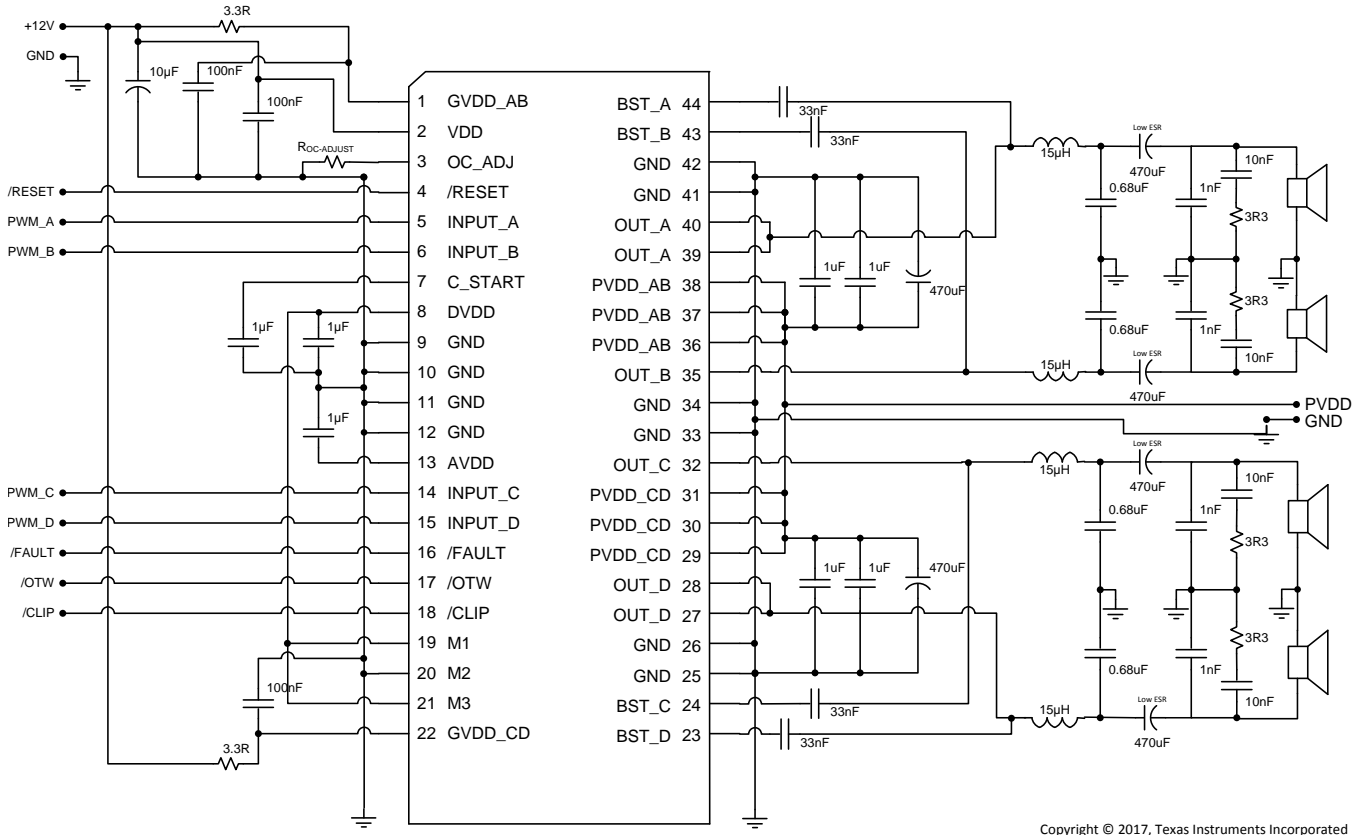 +12V
3.3R
GND
10µF
100nF
100nF
ROC-ADJUST
/RESET
PWM_A
PWM_B
1µF
1µF
1µF
PWM_C
PWM_D
/FAULT
/OTW
/CLIP
100nF
3.3R
1 GVDD_AB
2 VDD
3 OC_ADJ
4 /RESET
5 INPUT_A
6 INPUT_B
7 C_START
8 DVDD
9 GND
10 GND
11 GND
12 GND
13 AVDD
14 INPUT_C
15 INPUT_D
16 /FAULT
17 /OTW
18 /CLIP
19 M1
20 M2
21 M3
22 GVDD_CD
BST_A 44
BST_B 43
GND 42
GND 41
OUT_A 40
OUT_A 39
PVDD_AB 38
PVDD_AB 37
PVDD_AB 36
OUT_B 35
GND 34
GND 33
OUT_C 32
PVDD_CD 31
PVDD_CD 30
PVDD_CD 29
OUT_D 28
OUT_D 27
GND 26
GND 25
BST_C 24
BST_D 23
33nF
33nF
1uF
1uF
470uF
15µH
Low ESR
470uF
0.68uF
1nF
10nF
3R3
3R3
0.68uF
1nF
10nF
15µH
Low ESR
470uF
PVDD
GND
15µH
Low ESR
470uF
0.68uF
1nF
10nF
3R3
1uF
1uF
470uF
3R3
0.68uF
1nF
10nF
33nF
33nF
15µH
Low ESR
470uF
Copyright © 2017, Texas Instruments Incorporated